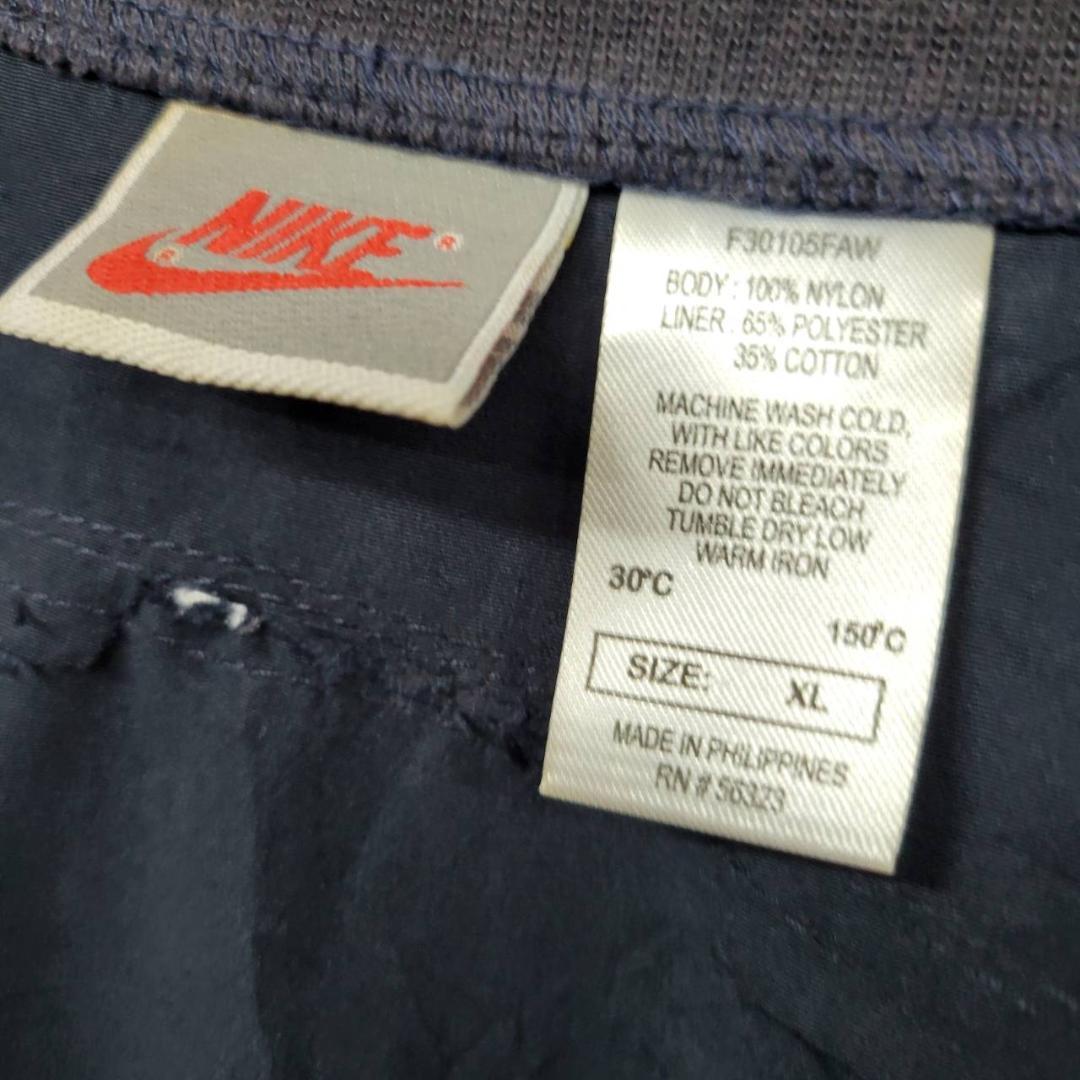 NIKE®
®
F30105FAW
BODY : 100% NYLON
LINER : 65% POLYESTER
35% COTTON
MACHINE WASH COLD,
WITH LIKE COLORS
REMOVE IMMEDIATELY
DO NOT BLEACH
TUMBLE DRY LOW
WARM IRON
30°C
150°C
SIZE: XL
MADE IN PHILIPPINES
RN # 56323